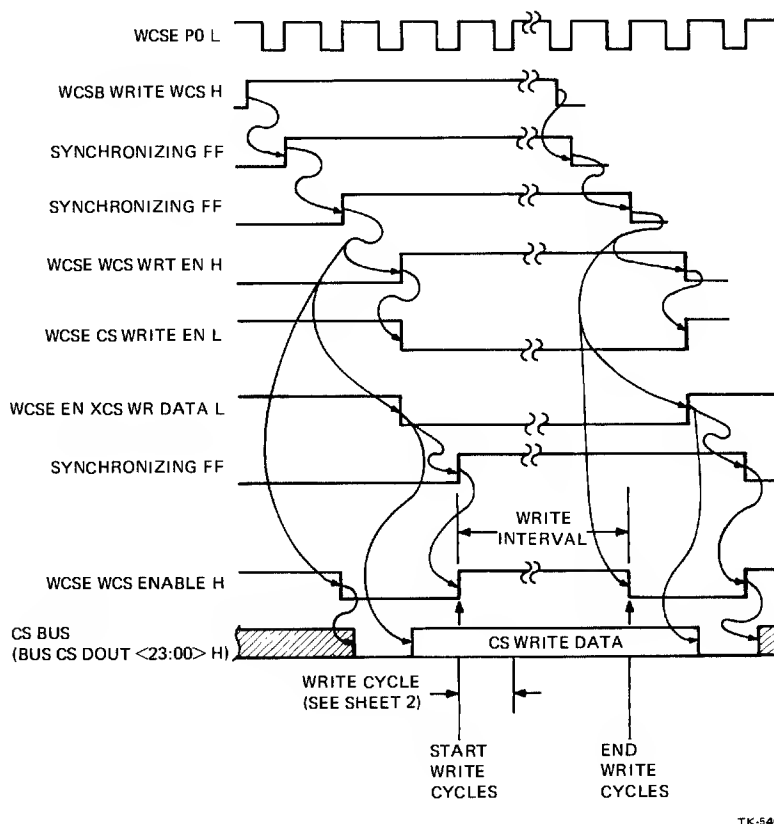 WCSE P0 L
WCSB WRITE WCS H
SYNCHRONIZING FF
SYNCHRONIZING FF
WCSE WCS WRT EN H
WCSE CS WRITE EN L
WCSE EN XCS WR DATA L
SYNCHRONIZING FF
WRITE
INTERVAL
WCSE WCS ENABLE H
CS BUS
(BUS CS DOUT <23:00> H)
CS WRITE DATA
WRITE CYCLE
(SEE SHEET 2)
START
WRITE
CYCLES
END
WRITE
CYCLES